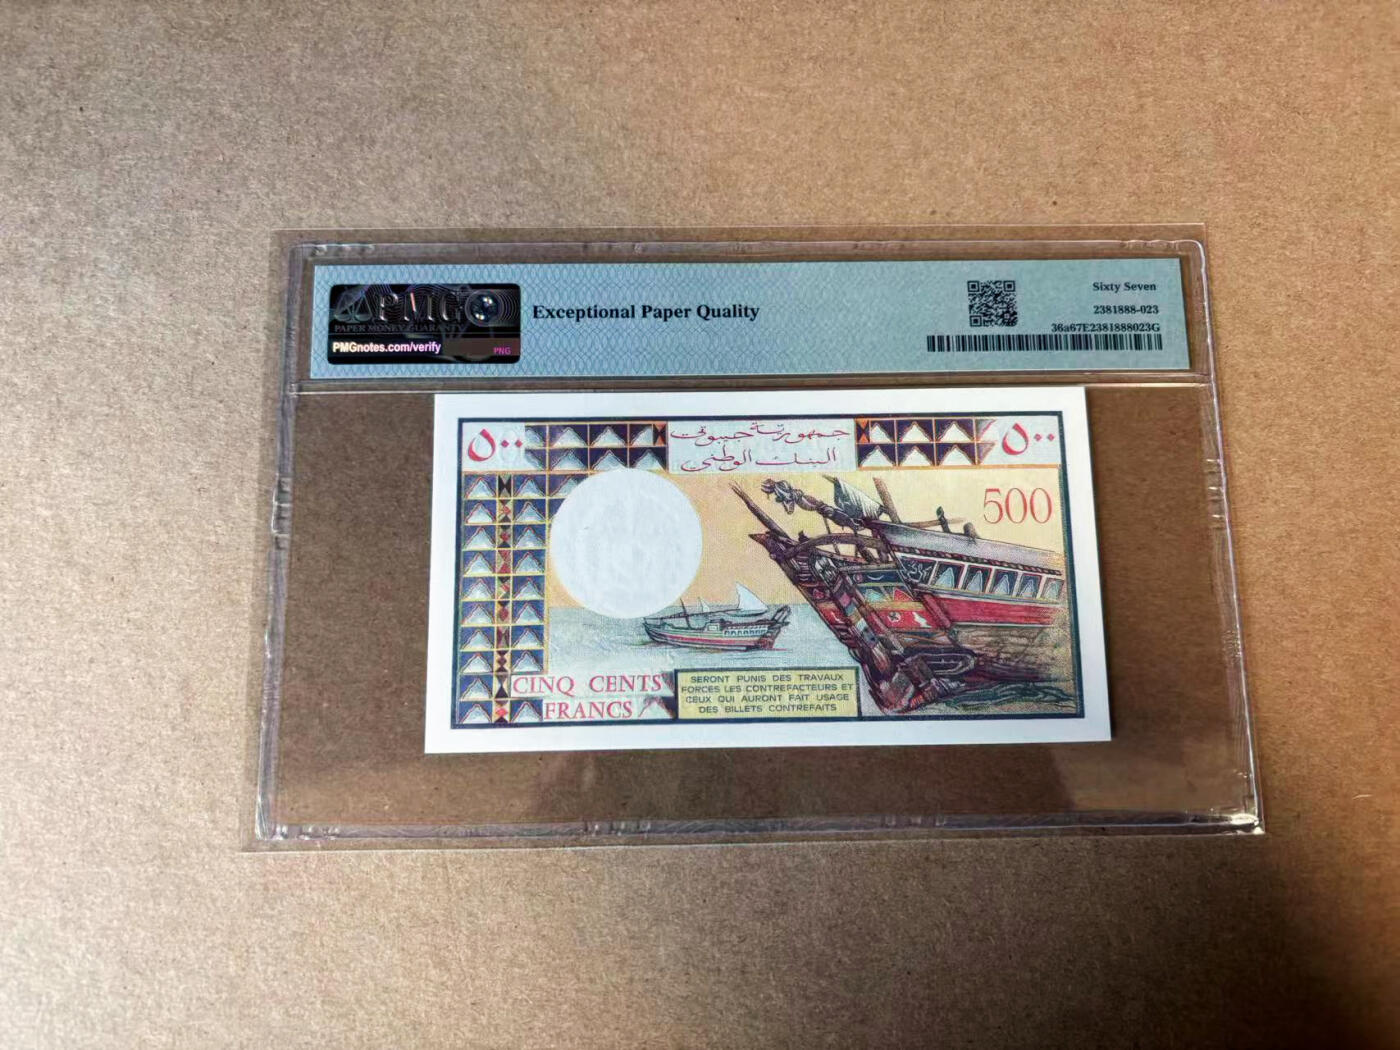 PMG
PAPER MONEY GUARANTY
PMGnotes.com/verify
PNG
Exceptional Paper Quality
Sixty Seven
2381888-023
36a67E2381888023G
٥٠٠
جمهورية جيبوتي
البنك الوطني
٥٠٠
500
CINQ CENTS
FRANCS
SERONT PUNIS DES TRAVAUX
FORCES LES CONTREFACTEURS ET
CEUX QUI AURONT FAIT USAGE
DES BILLETS CONTREFAITS